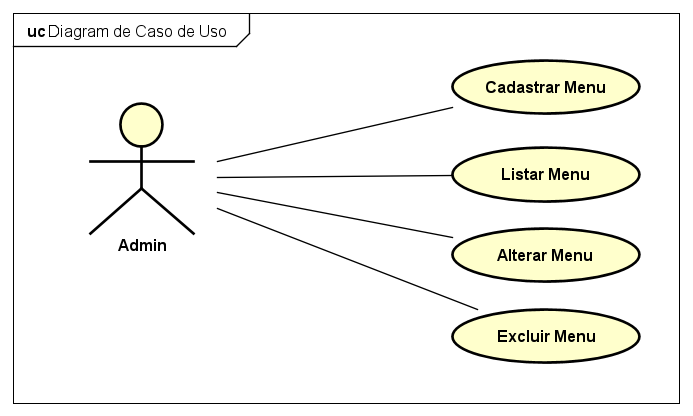 uc Diagram de Caso de Uso
Cadastrar Menu
Listar Menu
Admin
Alterar Menu
Excluir Menu